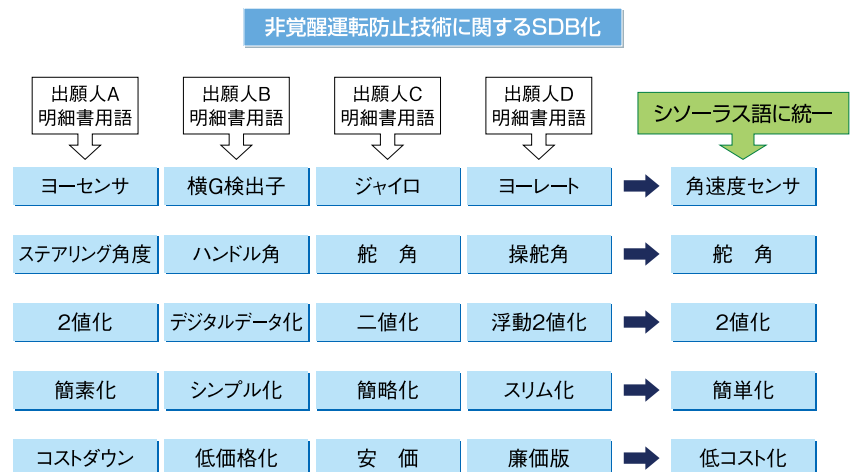 非覚醒運転防止技術に関するSDB化
出願人A
明細書用語
出願人B
明細書用語
出願人C
明細書用語
出願人D
明細書用語
シソーラス語に統一
ヨーセンサ
横G検出子
ジャイロ
ヨーレート
角速度センサ
ステアリング角度
ハンドル角
舵　角
操舵角
舵　角
2値化
デジタルデータ化
二値化
浮動2値化
2値化
簡素化
シンプル化
簡略化
スリム化
簡単化
コストダウン
低価格化
安　価
廉価版
低コスト化